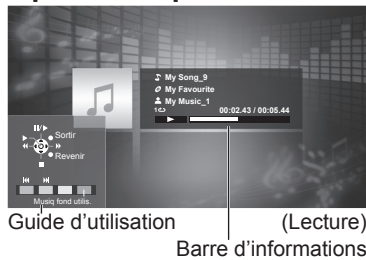 My Song_9
My Favourite
My Music_1
1
00:02.43 / 00:05.44
Sortir
Revenir
Musiq fond utilis.
Guide d'utilisation
(Lecture)
Barre d'informations